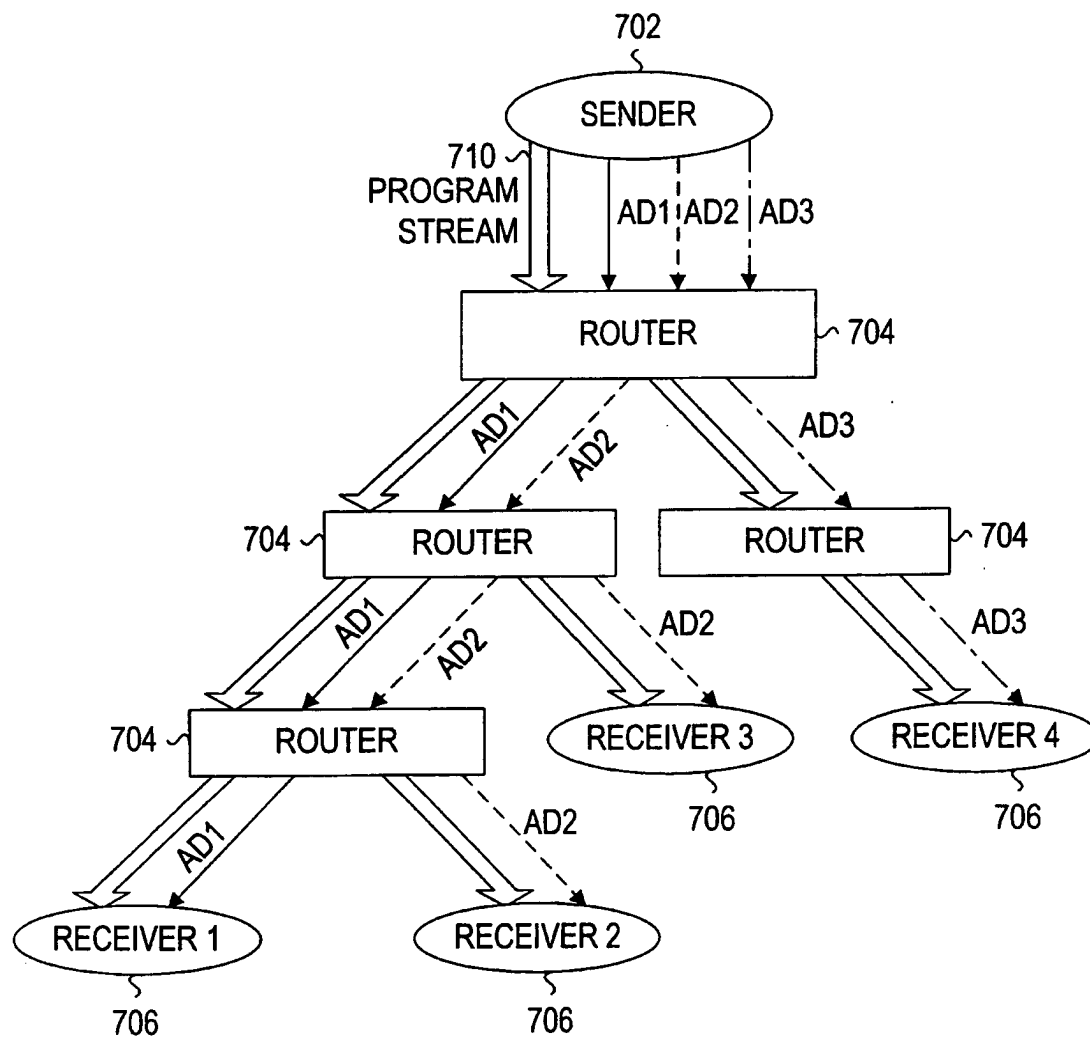 702
SENDER
710
PROGRAM
STREAM
AD1
AD2
AD3
ROUTER
704
AD1
AD2
AD3
704
ROUTER
ROUTER
704
AD1
AD2
AD2
AD3
704
ROUTER
RECEIVER 3
RECEIVER 4
706
706
AD1
AD2
RECEIVER 1
RECEIVER 2
706
706